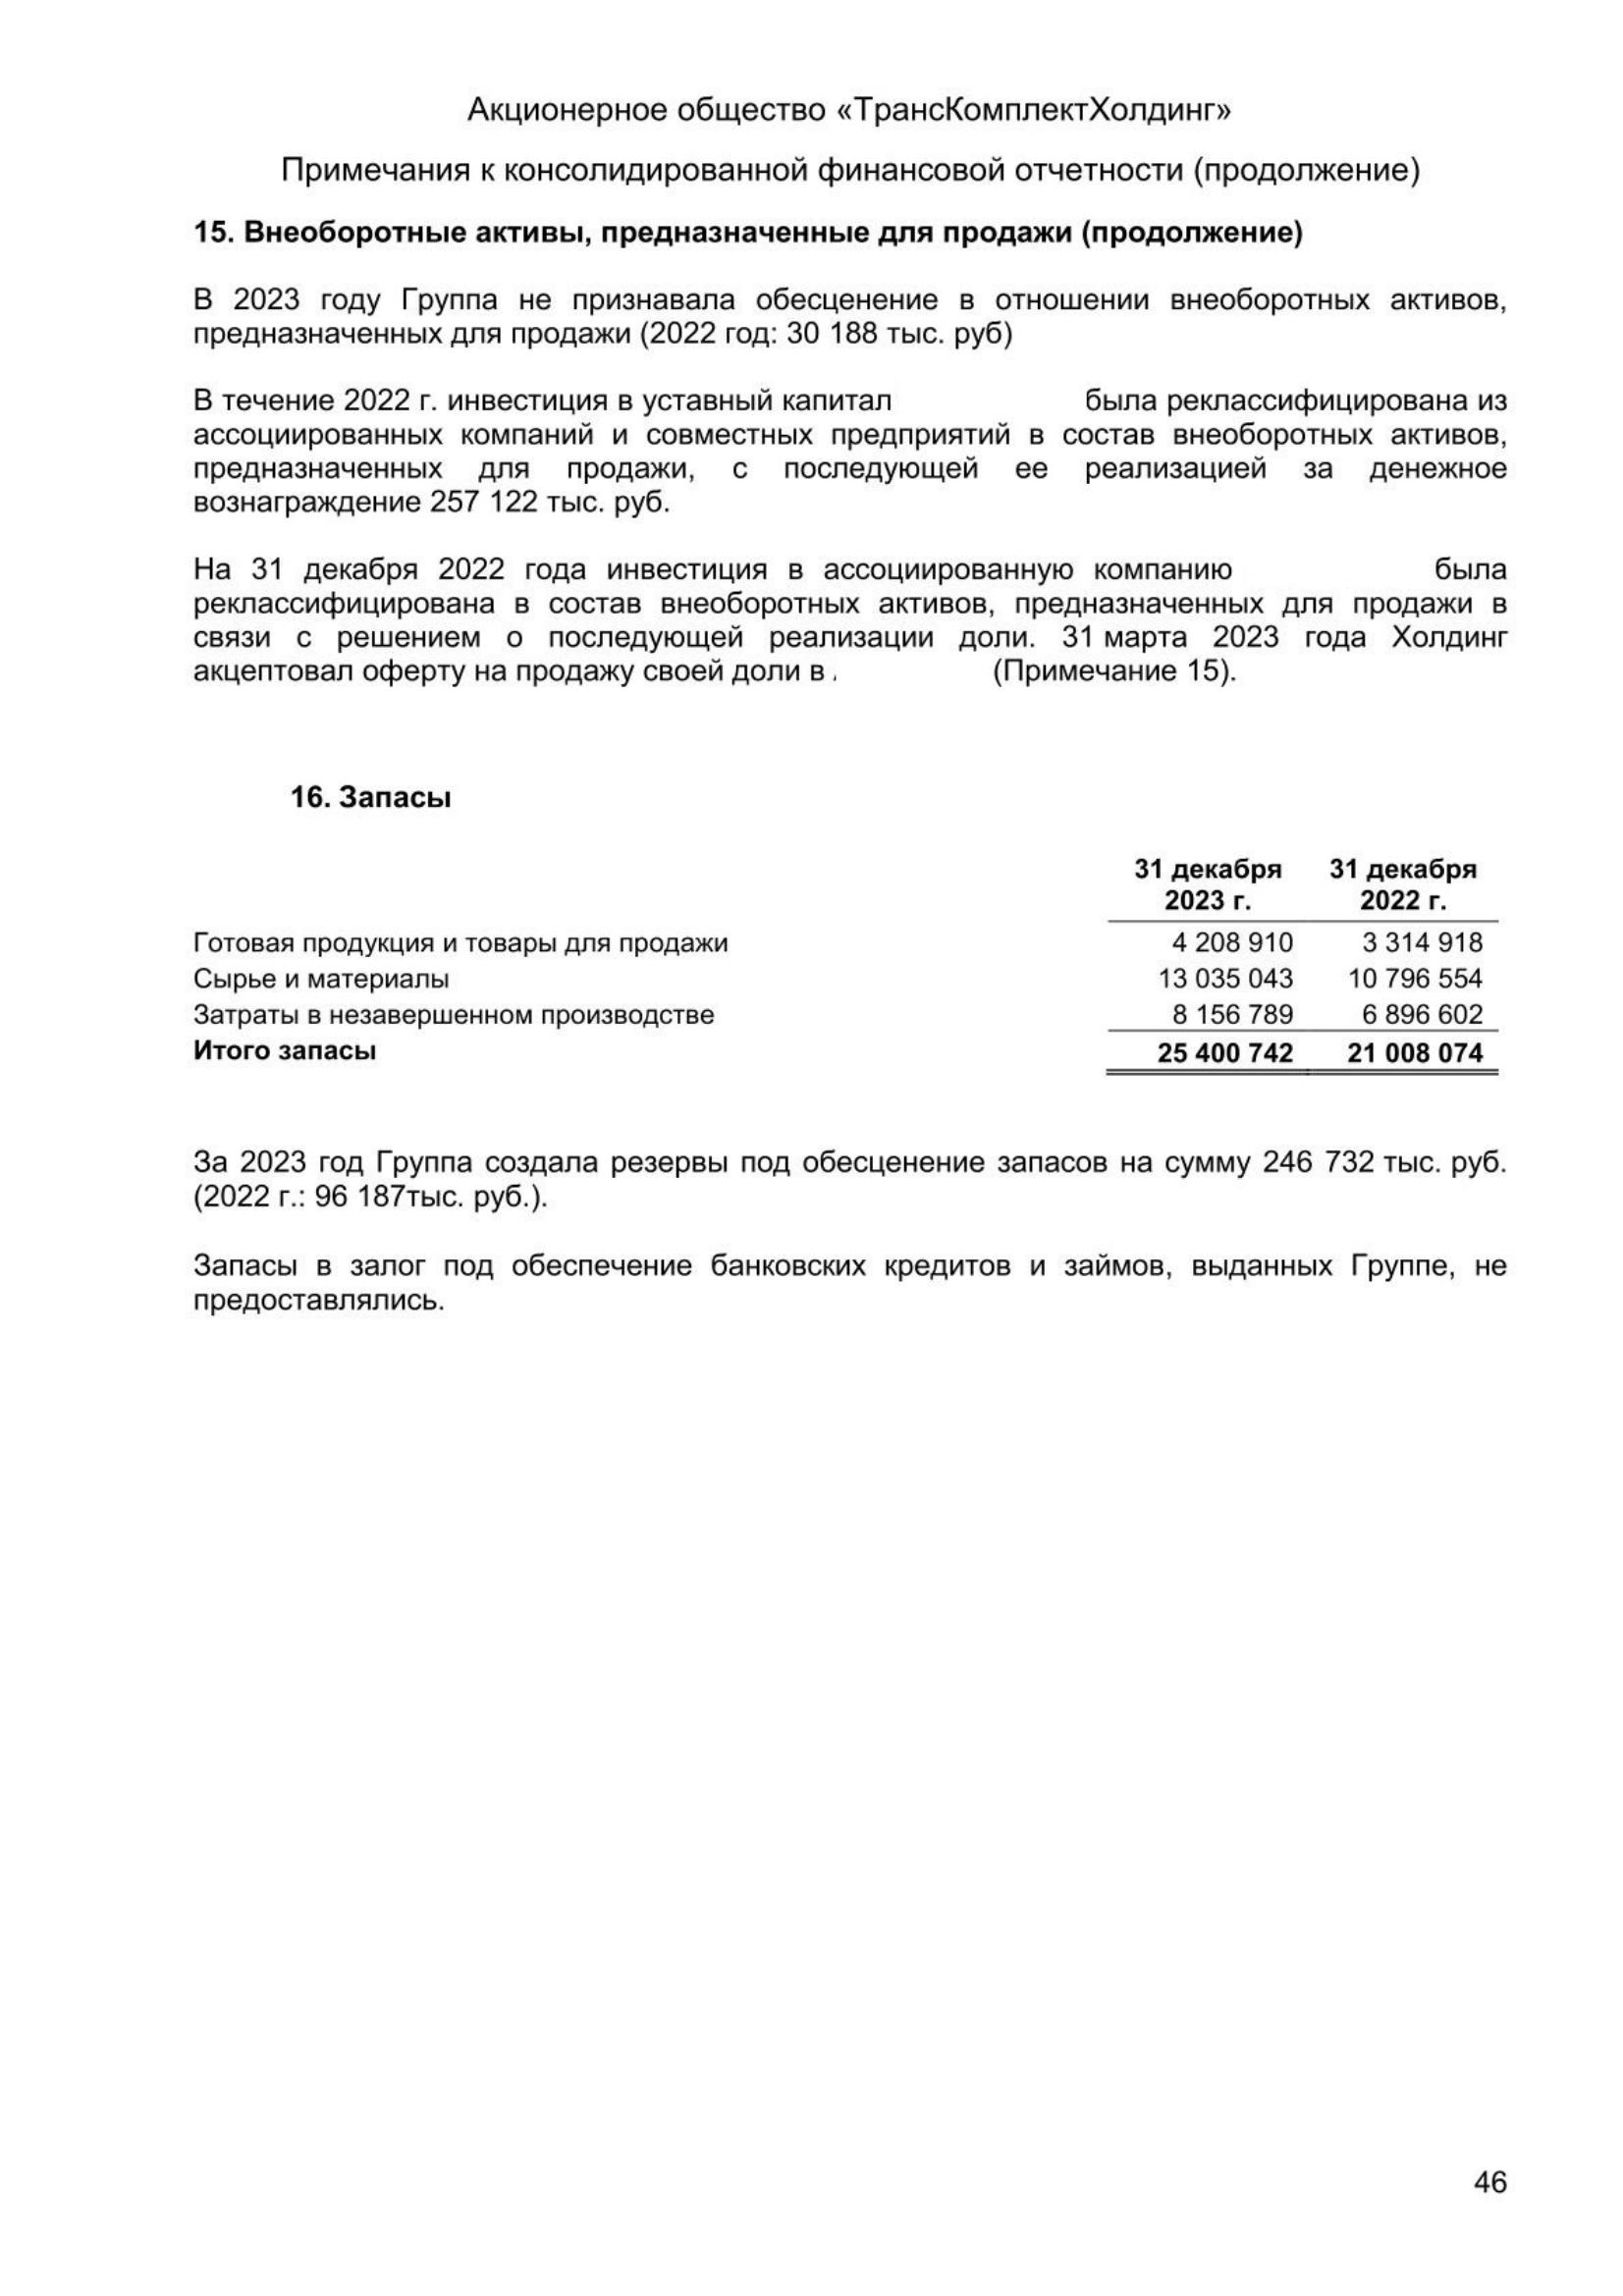 Акционерное общество «ТрансКомплектХолдинг»
Примечания к консолидированной финансовой отчетности (продолжение)
15. Внеоборотные активы, предназначенные для продажи (продолжение)
В 2023 году Группа не признавала обесценение в отношении внеоборотных активов,
предназначенных для продажи (2022 год: 30 188 тыс. руб)
В течение 2022 г. инвестиция в уставный капитал была реклассифицирована из
ассоциированных компаний и совместных предприятий в состав внеоборотных активов,
предназначенных для продажи, с последующей ее реализацией за денежное
вознаграждение 257 122 тыс. руб.
На 31 декабря 2022 года инвестиция в ассоциированную компанию была
реклассифицирована в состав внеоборотных активов, предназначенных для продажи в
связи с решением о последующей реализации доли. 31 марта 2023 года Холдинг
акцептовал оферту на продажу своей доли в (Примечание 15).
16. Запасы
31 декабря 31 декабря
2023 г. 2022 г.
Готовая продукция и товары для продажи 4 208 910 3 314 918
Сырье и материалы 13 035 043 10 796 554
Затраты в незавершенном производстве 8 156 789 6 896 602
Итого запасы 25 400 742 21 008 074
За 2023 год Группа создала резервы под обесценение запасов на сумму 246 732 тыс. руб.
(2022 г.: 96 187тыс. руб.).
Запасы в залог под обеспечение банковских кредитов и займов, выданных Группе, не
предоставлялись.
46